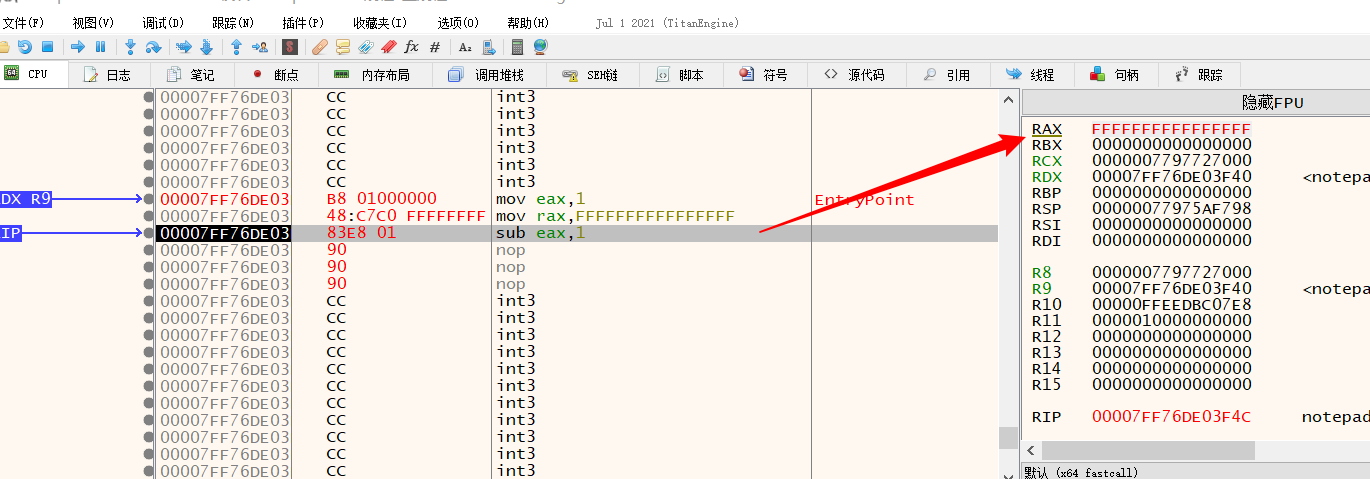 文件(F) 视图(V) 调试(D) 跟踪(N) 插件(P) 收藏夹(I) 选项(O) 帮助(H) Jul 1 2021 (TitanEngine)
CPU 日志 笔记 断点 内存布局 调用堆栈 SEH链 脚本 符号 源代码 引用 线程 句柄 跟踪
隐藏FPU
00007FF76DE03 CC int3
00007FF76DE03 CC int3
00007FF76DE03 CC int3
00007FF76DE03 CC int3
00007FF76DE03 CC int3
00007FF76DE03 CC int3
DX R9 00007FF76DE03 B8 01000000 mov eax,1 EntryPoint
00007FF76DE03 48:C7C0 FFFFFFFF mov rax,FFFFFFFFFFFFFFFF
IP 00007FF76DE03 83E8 01 sub eax,1
00007FF76DE03 90 nop
00007FF76DE03 90 nop
00007FF76DE03 90 nop
00007FF76DE03 CC int3
00007FF76DE03 CC int3
00007FF76DE03 CC int3
00007FF76DE03 CC int3
00007FF76DE03 CC int3
00007FF76DE03 CC int3
00007FF76DE03 CC int3
00007FF76DE03 CC int3
00007FF76DE03 CC int3
00007FF76DE03 CC int3
00007FF76DE03 CC int3
RAX FFFFFFFFFFFFFFFF
RBX 0000000000000000
RCX 0000007797727000
RDX 00007FF76DE03F40 <notepa
RBP 0000000000000000
RSP 00000077975AF798
RSI 0000000000000000
RDI 0000000000000000
R8 0000007797727000
R9 00007FF76DE03F40 <notepa
R10 00000FFEEDBC07E8
R11 0000010000000000
R12 0000000000000000
R13 0000000000000000
R14 0000000000000000
R15 0000000000000000
RIP 00007FF76DE03F4C notepad
默认 (x64 fastcall)